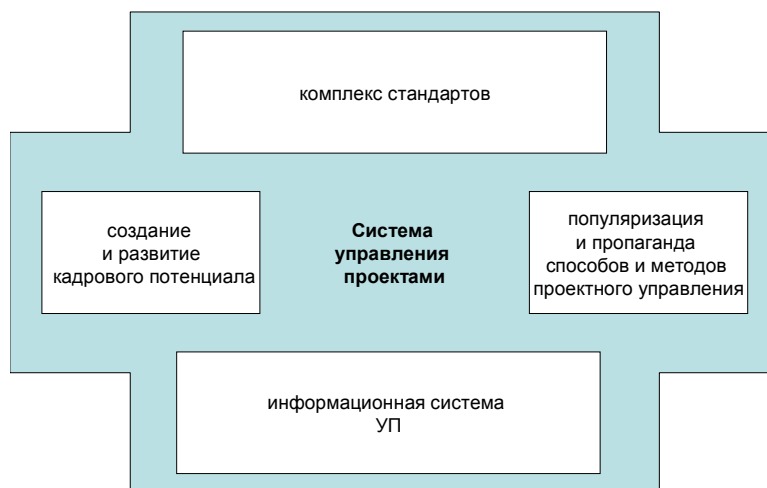 комплекс стандартов
создание
и развитие
кадрового потенциала
Система
управления
проектами
популяризация
и пропаганда
способов и методов
проектного управления
информационная система
УП